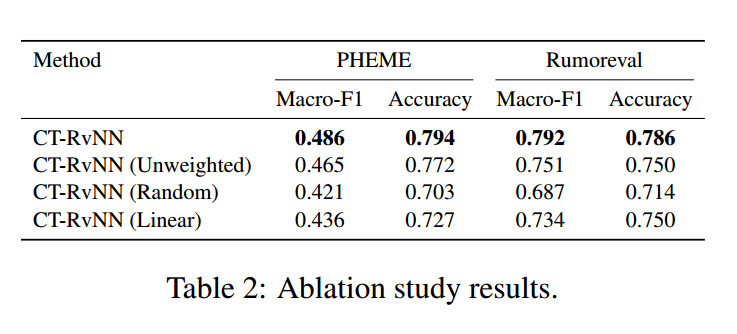 Method PHEME Rumoreval
Macro-F1 Accuracy Macro-F1 Accuracy
CT-RvNN 0.486 0.794 0.792 0.786
CT-RvNN (Unweighted) 0.465 0.772 0.751 0.750
CT-RvNN (Random) 0.421 0.703 0.687 0.714
CT-RvNN (Linear) 0.436 0.727 0.734 0.750
Table 2: Ablation study results.